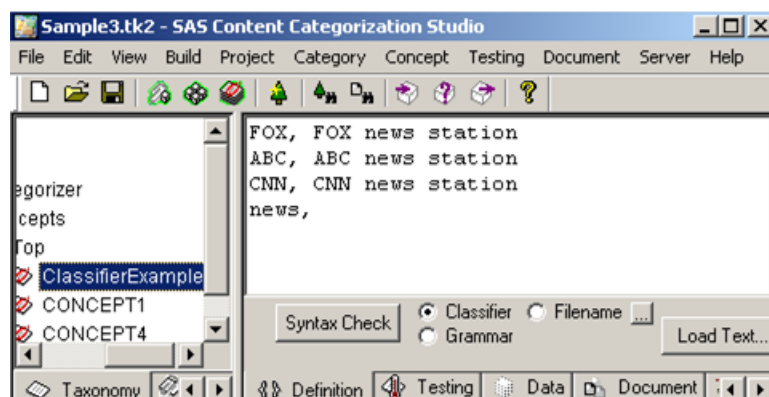 Sample3.tk2 - SAS Content Categorization Studio
File Edit View Build Project Category Concept Testing Document Server Help
FOX, FOX news station
ABC, ABC news station
CNN, CNN news station
news,
egorizer
cepts
Top
ClassifierExample
CONCEPT1
CONCEPT4
Syntax Check
Classifier
Filename
...
Grammar
Load Text...
Taxonomy
Definition
Testing
Data
Document